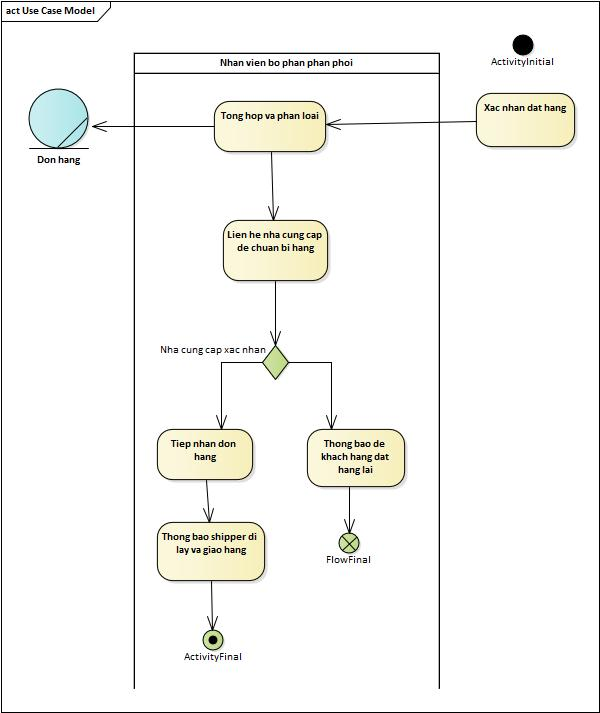 act Use Case Model
Nhan vien bo phan phan phoi
ActivityInitial
Tong hop va phan loai
Xac nhan dat hang
Don hang
Lien he nha cung cap
de chuan bi hang
Nha cung cap xac nhan
Tiep nhan don
hang
Thong bao de
khach hang dat
hang lai
Thong bao shipper di
lay va giao hang
FlowFinal
ActivityFinal